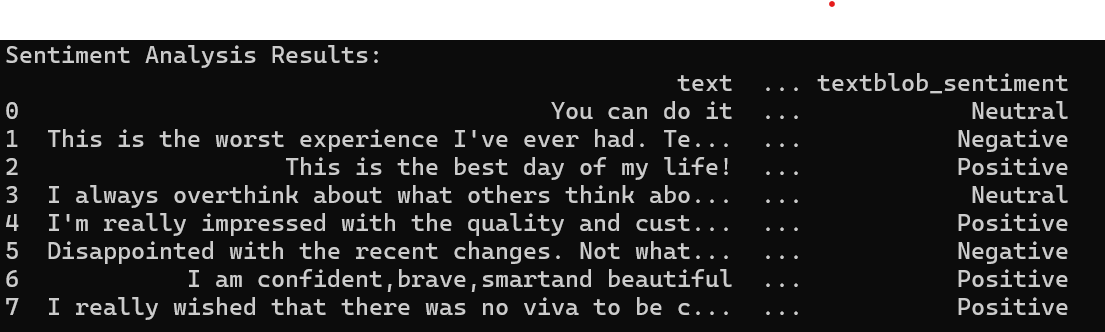 Sentiment Analysis Results:
text ... textblob_sentiment
0 You can do it ... Neutral
1 This is the worst experience I've ever had. Te... ... Negative
2 This is the best day of my life! ... Positive
3 I always overthink about what others think abo... ... Neutral
4 I'm really impressed with the quality and cust... ... Positive
5 Disappointed with the recent changes. Not what... ... Negative
6 I am confident,brave,smartand beautiful ... Positive
7 I really wished that there was no viva to be c... ... Positive